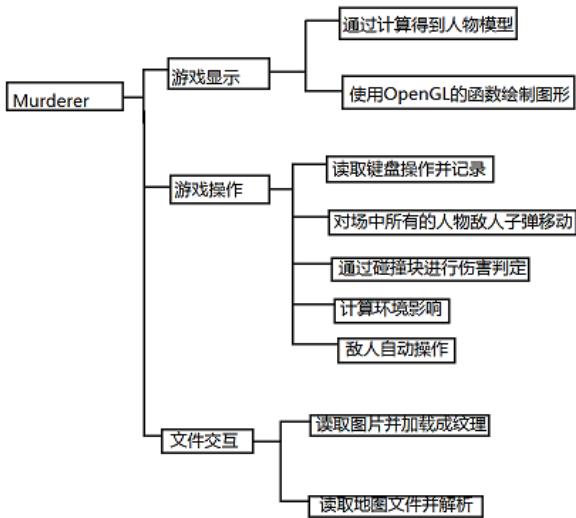 Murderer
游戏显示
通过计算得到人物模型
使用OpenGL的函数绘制图形
游戏操作
读取键盘操作并记录
对场中所有的人物敌人子弹移动
通过碰撞块进行伤害判定
计算环境影响
敌人自动操作
文件交互
读取图片并加载成纹理
读取地图文件并解析